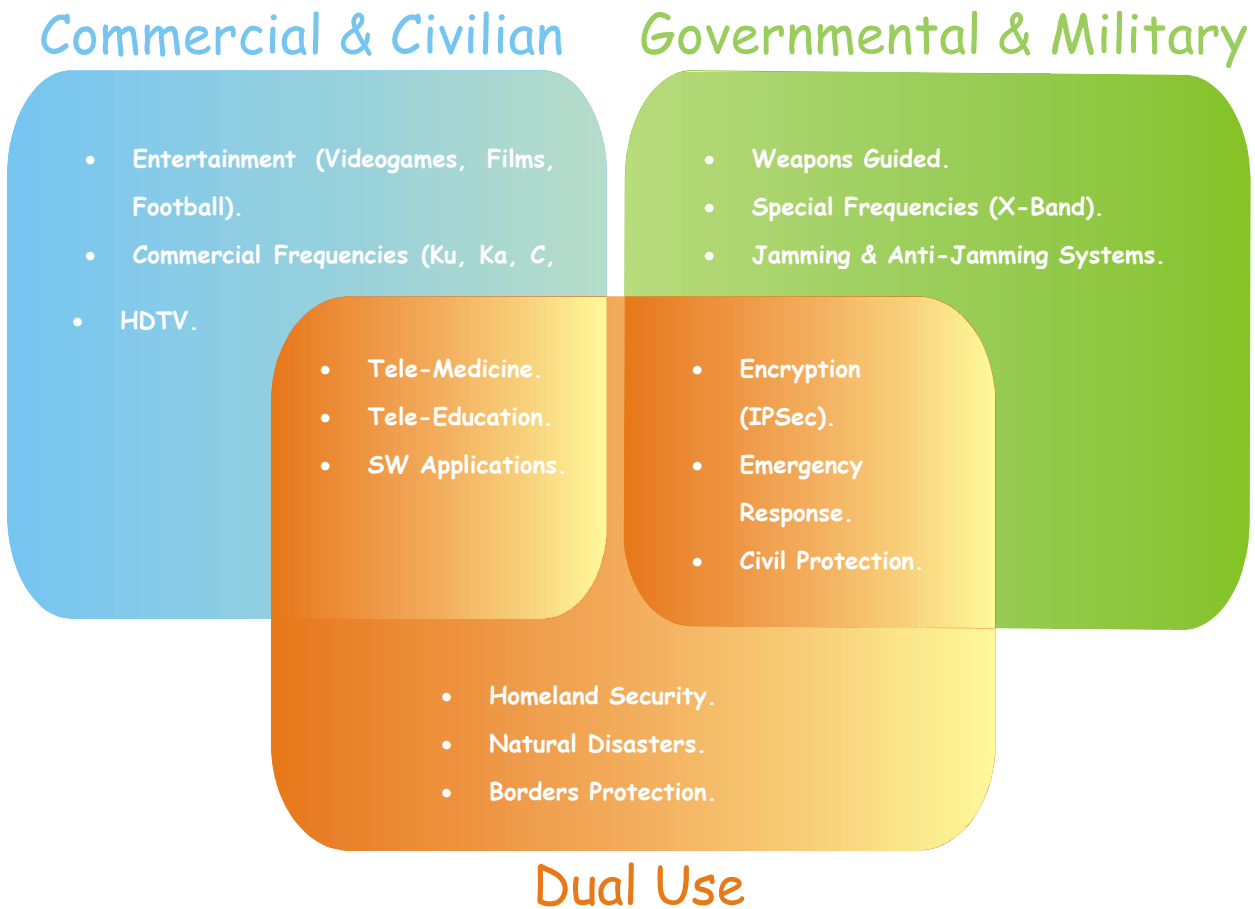 Commercial & Civilian
Governmental & Military
• Entertainment (Videogames, Films,
Football).
• Commercial Frequencies (Ku, Ka, C,
• HDTV.
• Weapons Guided.
• Special Frequencies (X-Band).
• Jamming & Anti-Jamming Systems.
• Tele-Medicine.
• Tele-Education.
• SW Applications.
• Encryption
(IPSec).
• Emergency
Response.
• Civil Protection.
• Homeland Security.
• Natural Disasters.
• Borders Protection.
Dual Use